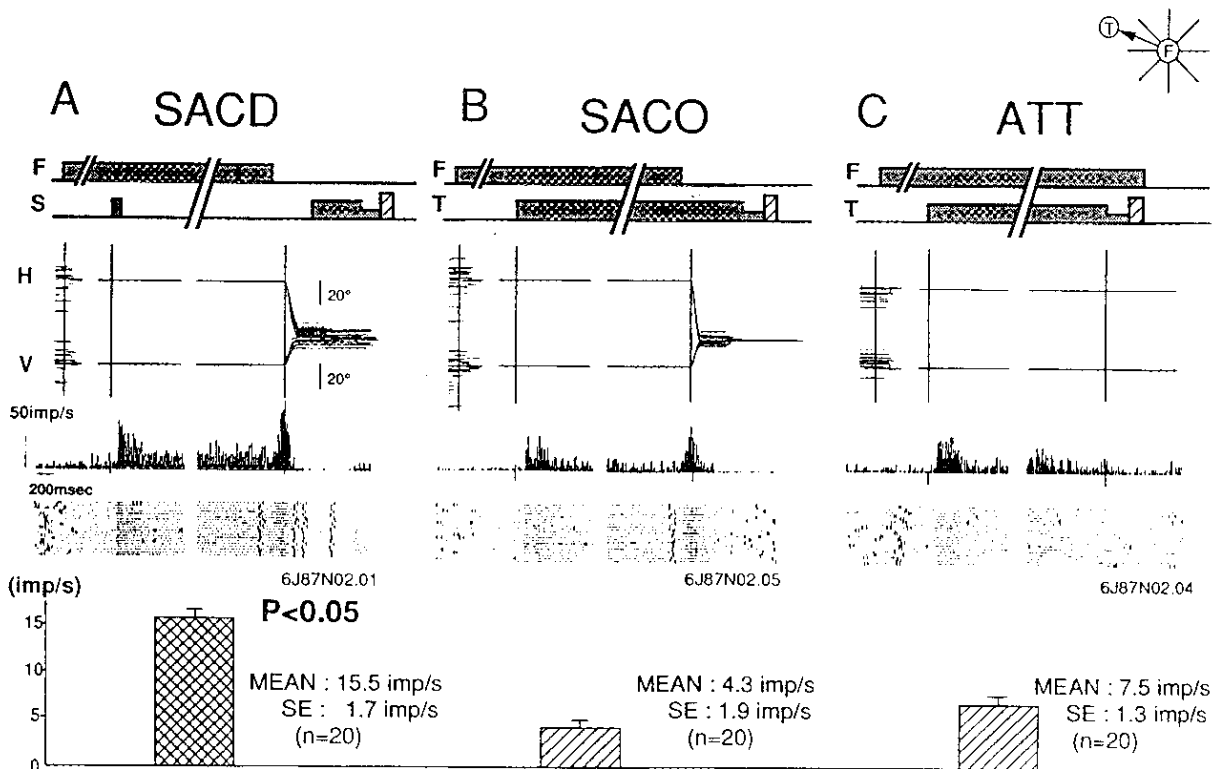 T
F
A SACD
B SACO
C ATT
F
F
F
S
T
T
H
20°
V
20°
50imp/s
200msec
6J87N02.01
6J87N02.05
6J87N02.04
(imp/s)
15
10
5
0
P<0.05
MEAN : 15.5 imp/s
SE : 1.7 imp/s
(n=20)
MEAN : 4.3 imp/s
SE : 1.9 imp/s
(n=20)
MEAN : 7.5 imp/s
SE : 1.3 imp/s
(n=20)